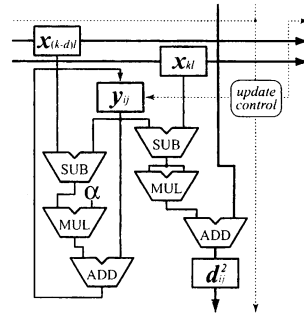 x(k-d)l
xkl
yij
update
control
SUB
SUB
α
MUL
MUL
ADD
ADD
d²ij